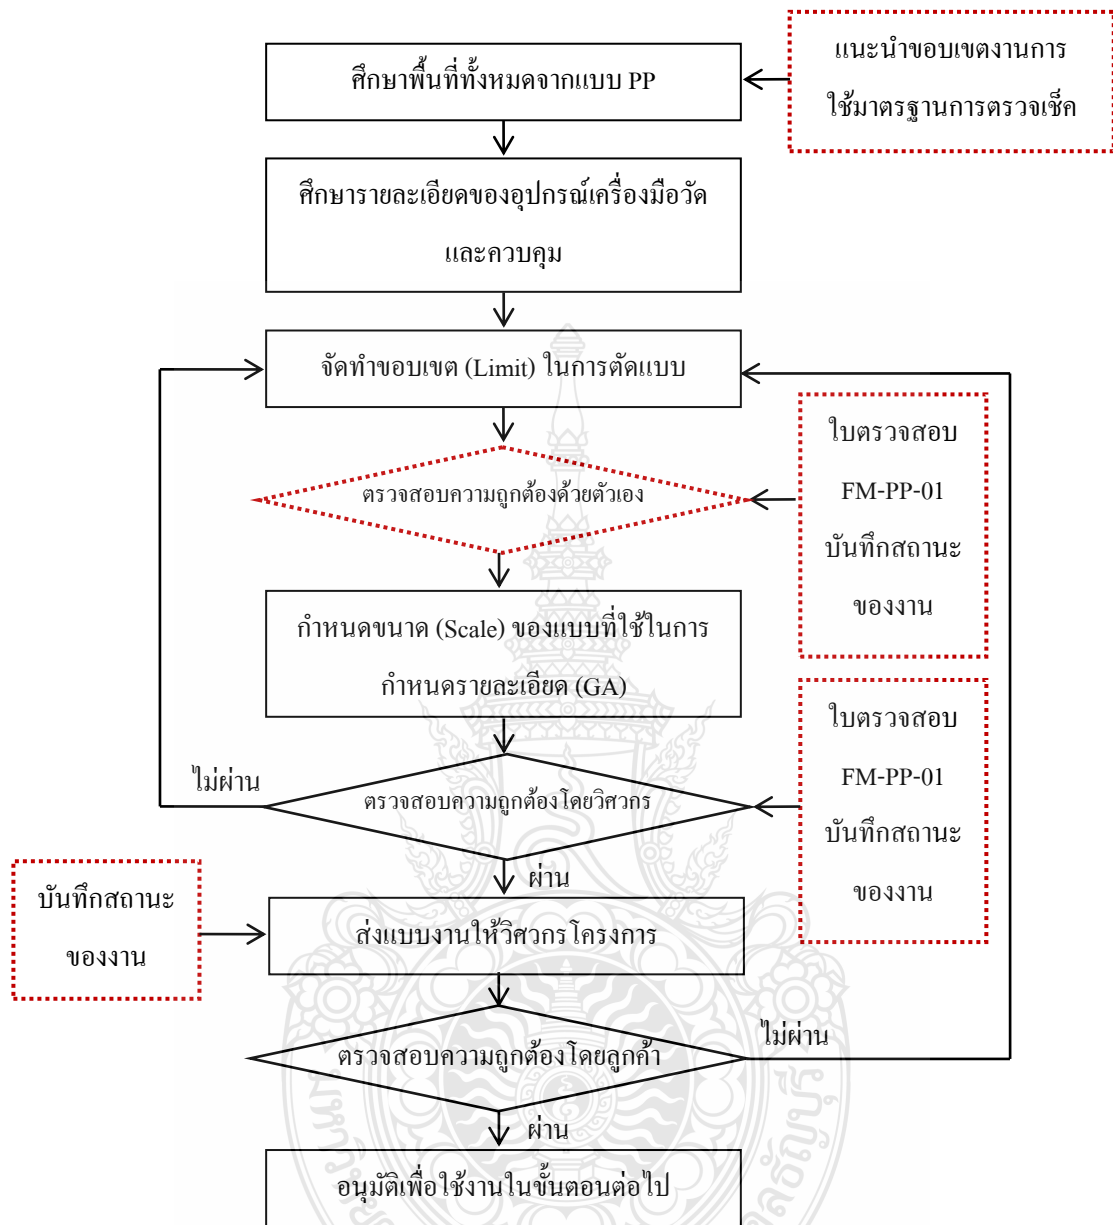 ศึกษาพื้นที่ทั้งหมดจากแบบ PP
แนะนำขอบเขตงานการ
ใช้มาตรฐานการตรวจเช็ค
ศึกษารายละเอียดของอุปกรณ์เครื่องมือวัด
และควบคุม
จัดทำขอบเขต (Limit) ในการตัดแบบ
ตรวจสอบความถูกต้องด้วยตัวเอง
ใบตรวจสอบ
FM-PP-01
บันทึกสถานะ
ของงาน
กำหนดขนาด (Scale) ของแบบที่ใช้ในการ
กำหนดรายละเอียด (GA)
ไม่ผ่าน
ตรวจสอบความถูกต้องโดยวิศวกร
ใบตรวจสอบ
FM-PP-01
บันทึกสถานะ
ของงาน
ผ่าน
บันทึกสถานะ
ของงาน
ส่งแบบงานให้วิศวกรโครงการ
ตรวจสอบความถูกต้องโดยลูกค้า
ไม่ผ่าน
ผ่าน
อนุมัติเพื่อใช้งานในขั้นตอนต่อไป